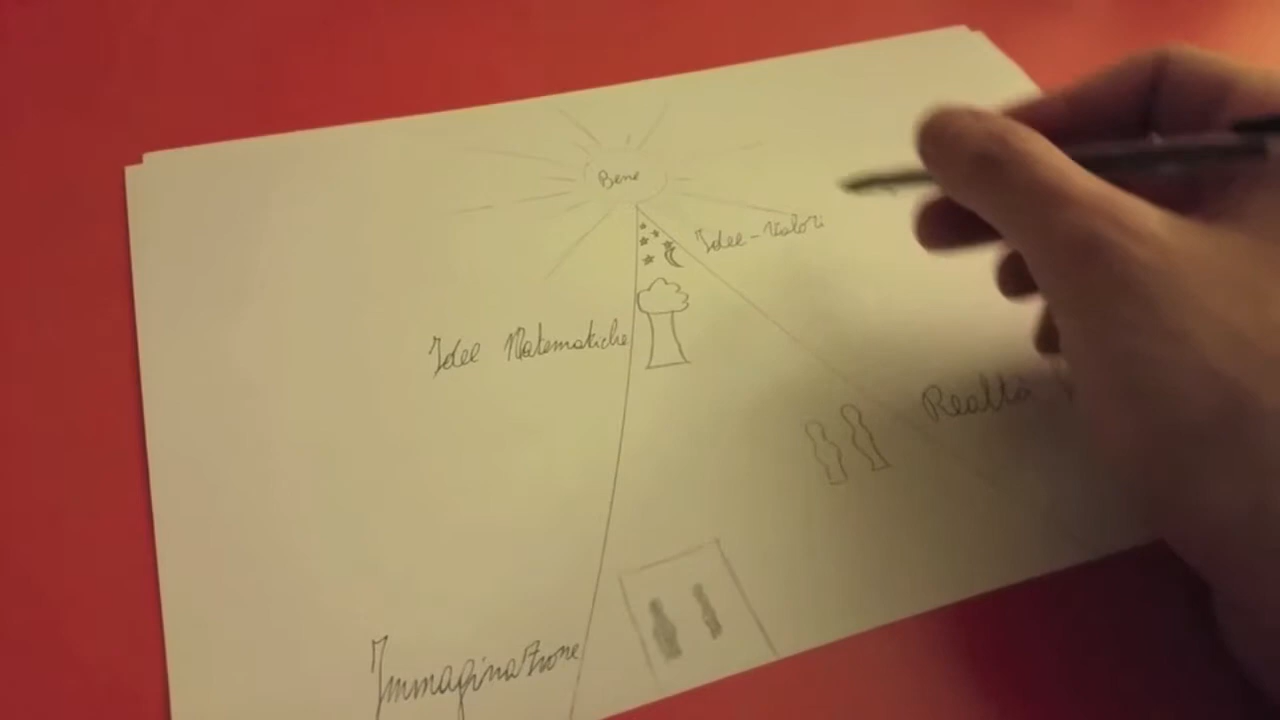 Bene
Idee-Valori
Idee Matematiche
Realtà
Immaginazione